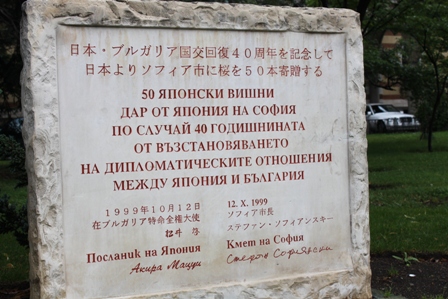 日本・ブルガリア国交回復40周年を記念して
日本よりソフィア市に桜を50本寄贈する
50 ЯПОНСКИ ВИШНИ
ДАР ОТ ЯПОНИЯ НА СОФИЯ
ПО СЛУЧАЙ 40 ГОДИШНИНАТА
ОТ ВЪЗСТАНОВЯВАНЕТО
НА ДИПЛОМАТИЧЕСКИТЕ ОТНОШЕНИЯ
МЕЖДУ ЯПОНИЯ И БЪЛГАРИЯ
1999年10月12日
在ブルガリア特命全権大使
松井 啓
Посланик на Япония
Акира Мацуи
12. X. 1999
ソフィア市長
ステファン・ソフィアンスキー
Кмет на София
Стефан Софиянски